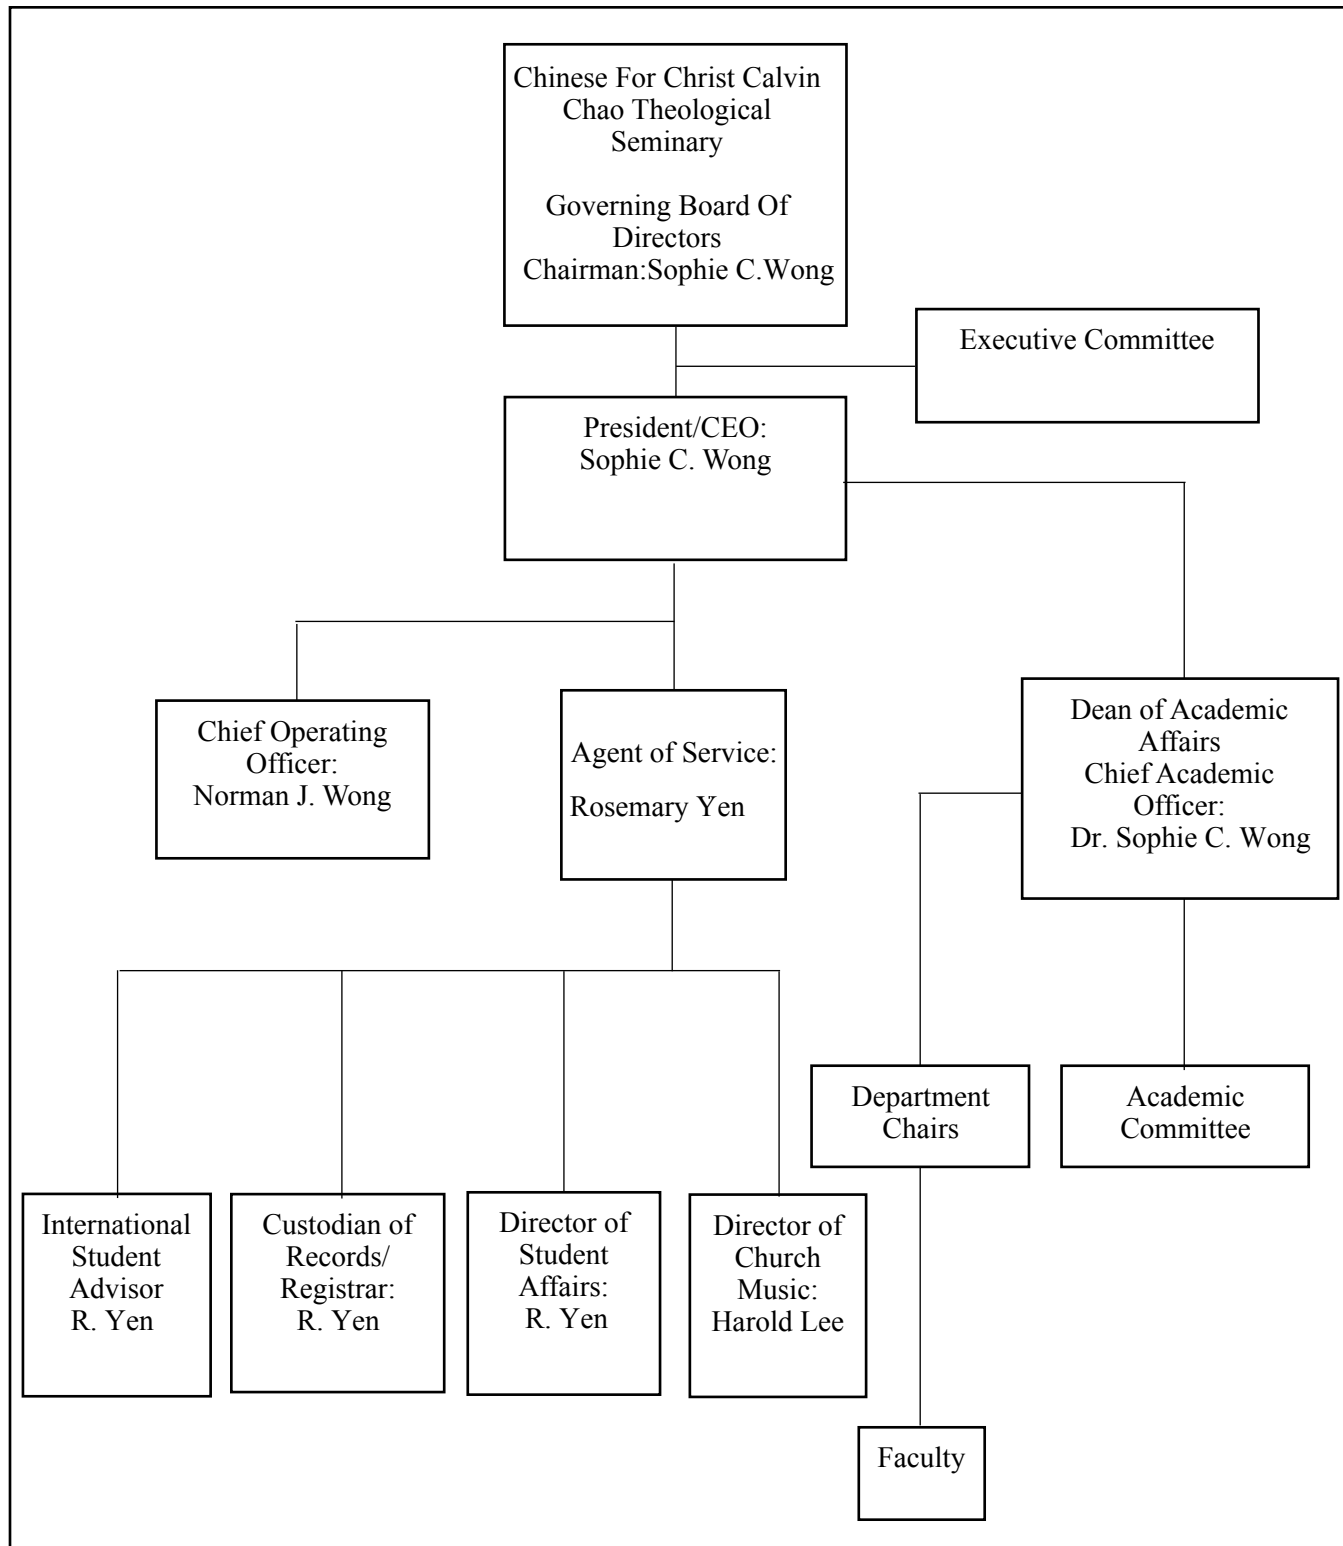 Chinese For Christ Calvin
Chao Theological
Seminary
Governing Board Of
Directors
Chairman:Sophie C.Wong
Executive Committee
President/CEO:
Sophie C. Wong
Chief Operating
Officer:
Norman J. Wong
Agent of Service:
Rosemary Yen
Dean of Academic
Affairs
Chief Academic
Officer:
Dr. Sophie C. Wong
Department
Chairs
Academic
Committee
International
Student
Advisor
R. Yen
Custodian of
Records/
Registrar:
R. Yen
Director of
Student
Affairs:
R. Yen
Director of
Church
Music:
Harold Lee
Faculty